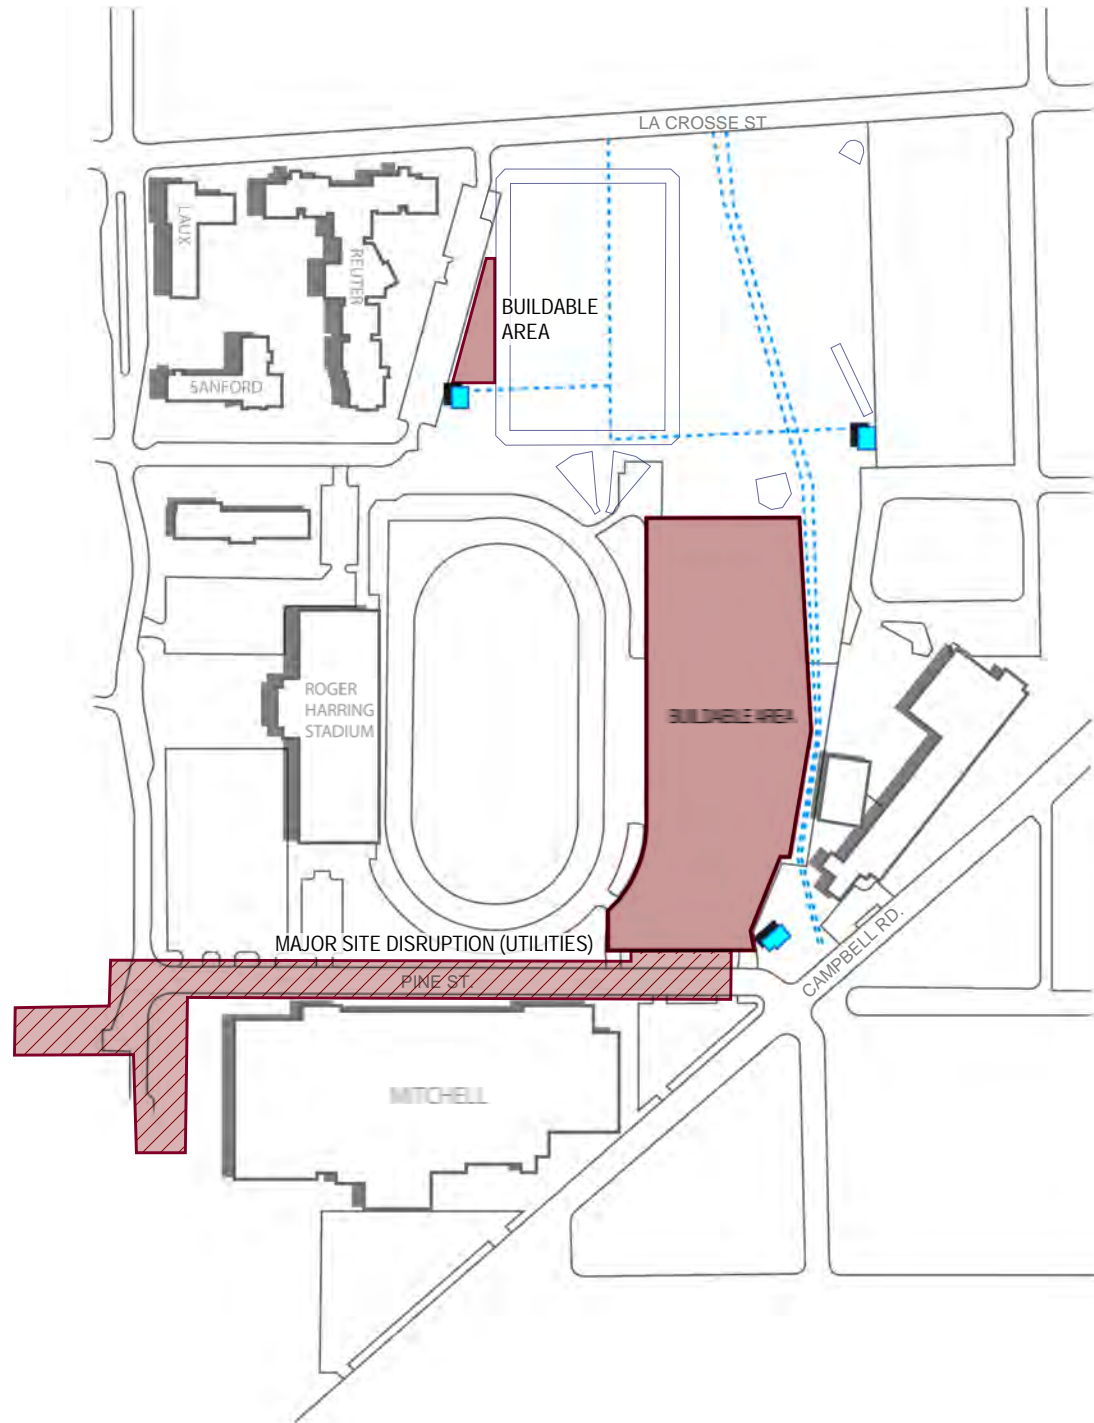 LA CROSSE ST
LAUX
REUTER
BUILDABLE
AREA
SANFORD
ROGER
HARRING
STADIUM
BUILDABLE AREA
MAJOR SITE DISRUPTION (UTILITIES)
PINE ST.
CAMPBELL RD.
MITCHELL